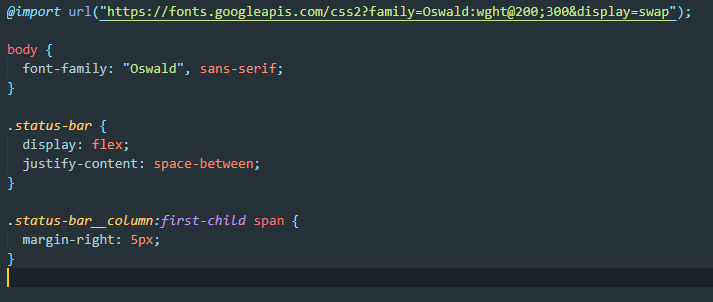 @import url("https://fonts.googleapis.com/css2?family=Oswald:wght@200;300&display=swap");
body {
font-family: "Oswald", sans-serif;
}
.status-bar {
display: flex;
justify-content: space-between;
}
.status-bar__column:first-child span {
margin-right: 5px;
}